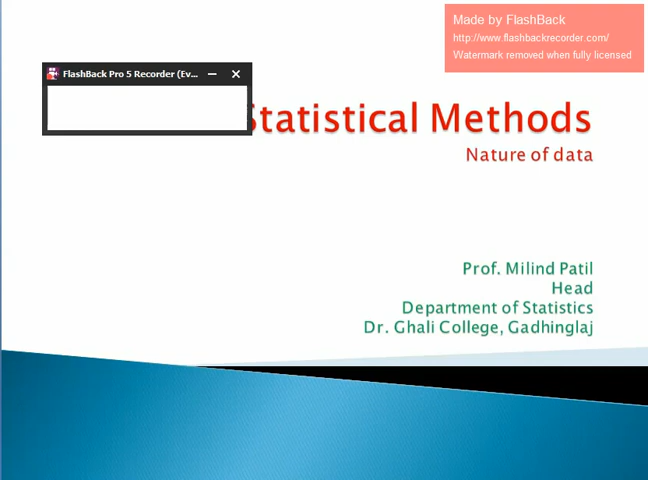 Made by FlashBack
http://www.flashbackrecorder.com/
Watermark removed when fully licensed
FlashBack Pro 5 Recorder (Ev...
Statistical Methods
Nature of data
Prof. Milind Patil
Head
Department of Statistics
Dr. Ghali College, Gadhinglaj